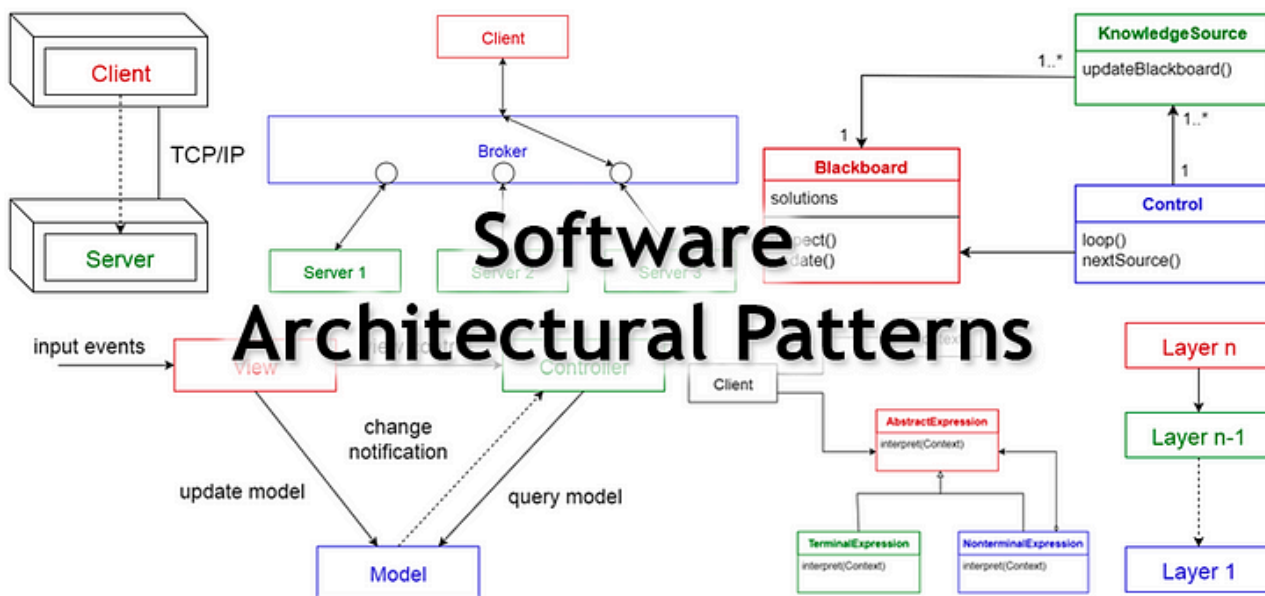 Client
TCP/IP
Server
Client
Broker
Server 1
Server 2
Server 3
KnowledgeSource
updateBlackboard()
1..*
1
1..*
1
Blackboard
solutions
Control
loop()
nextSource()
Software
Architectural Patterns
input events
View
Controller
change
notification
update model
query model
Model
Client
AbstractExpression
interpret(Context)
TerminalExpression
interpret(Context)
NonterminalExpression
interpret(Context)
Layer n
Layer n-1
Layer 1